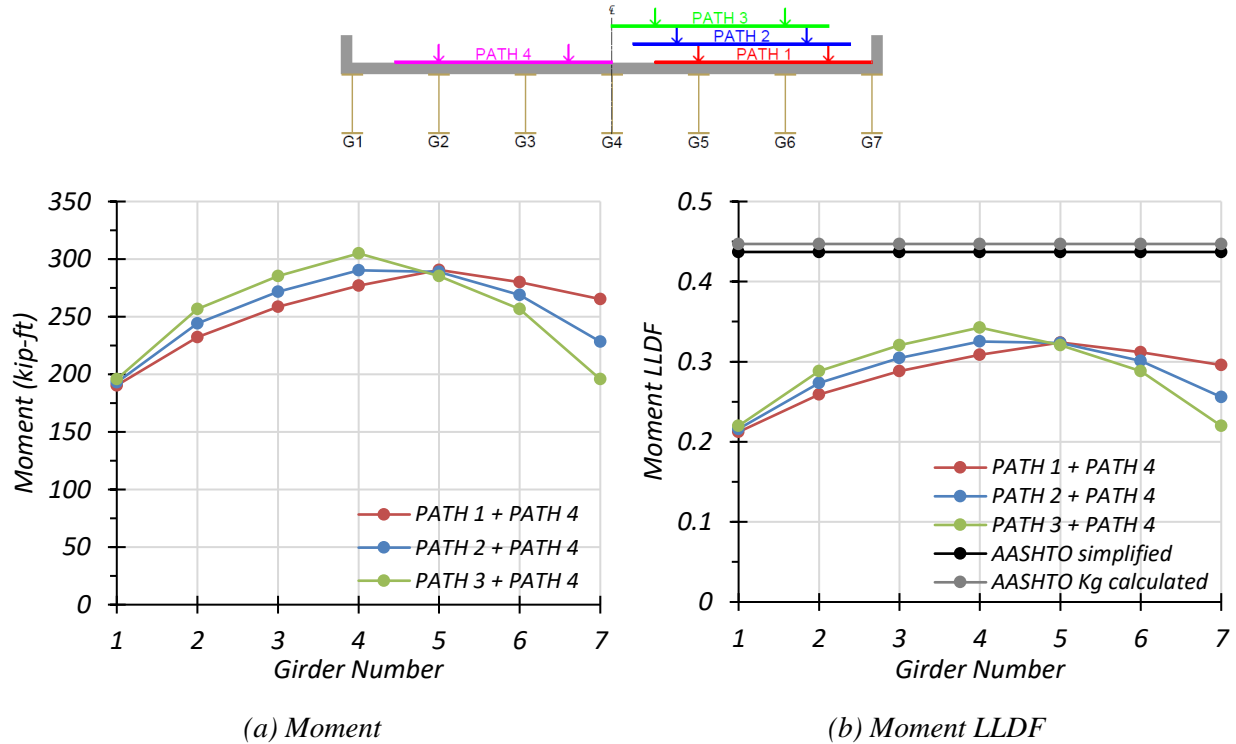 ℄
PATH 3
PATH 2
PATH 4
PATH 1
G1 G2 G3 G4 G5 G6 G7
350
300
250
200
150
100
50
0
Moment (kip-ft)
PATH 1 + PATH 4
PATH 2 + PATH 4
PATH 3 + PATH 4
1 2 3 4 5 6 7
Girder Number
(a) Moment
0.5
0.4
0.3
0.2
0.1
0
Moment LLDF
PATH 1 + PATH 4
PATH 2 + PATH 4
PATH 3 + PATH 4
AASHTO simplified
AASHTO Kg calculated
1 2 3 4 5 6 7
Girder Number
(b) Moment LLDF